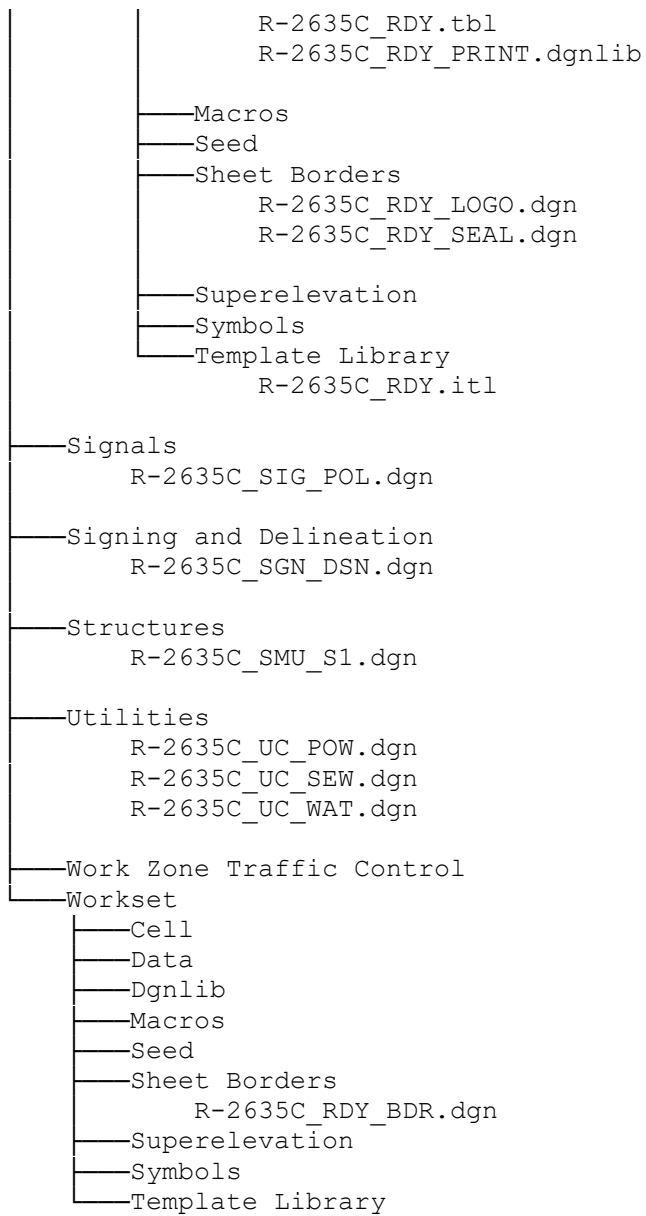 R-2635C_RDY.tbl
R-2635C_RDY_PRINT.dgnlib
Macros
Seed
Sheet Borders
R-2635C_RDY_LOGO.dgn
R-2635C_RDY_SEAL.dgn
Superelevation
Symbols
Template Library
R-2635C_RDY.itl
Signals
R-2635C_SIG_POL.dgn
Signing and Delineation
R-2635C_SGN_DSN.dgn
Structures
R-2635C_SMU_S1.dgn
Utilities
R-2635C_UC_POW.dgn
R-2635C_UC_SEW.dgn
R-2635C_UC_WAT.dgn
Work Zone Traffic Control
Workset
Cell
Data
Dgnlib
Macros
Seed
Sheet Borders
R-2635C_RDY_BDR.dgn
Superelevation
Symbols
Template Library